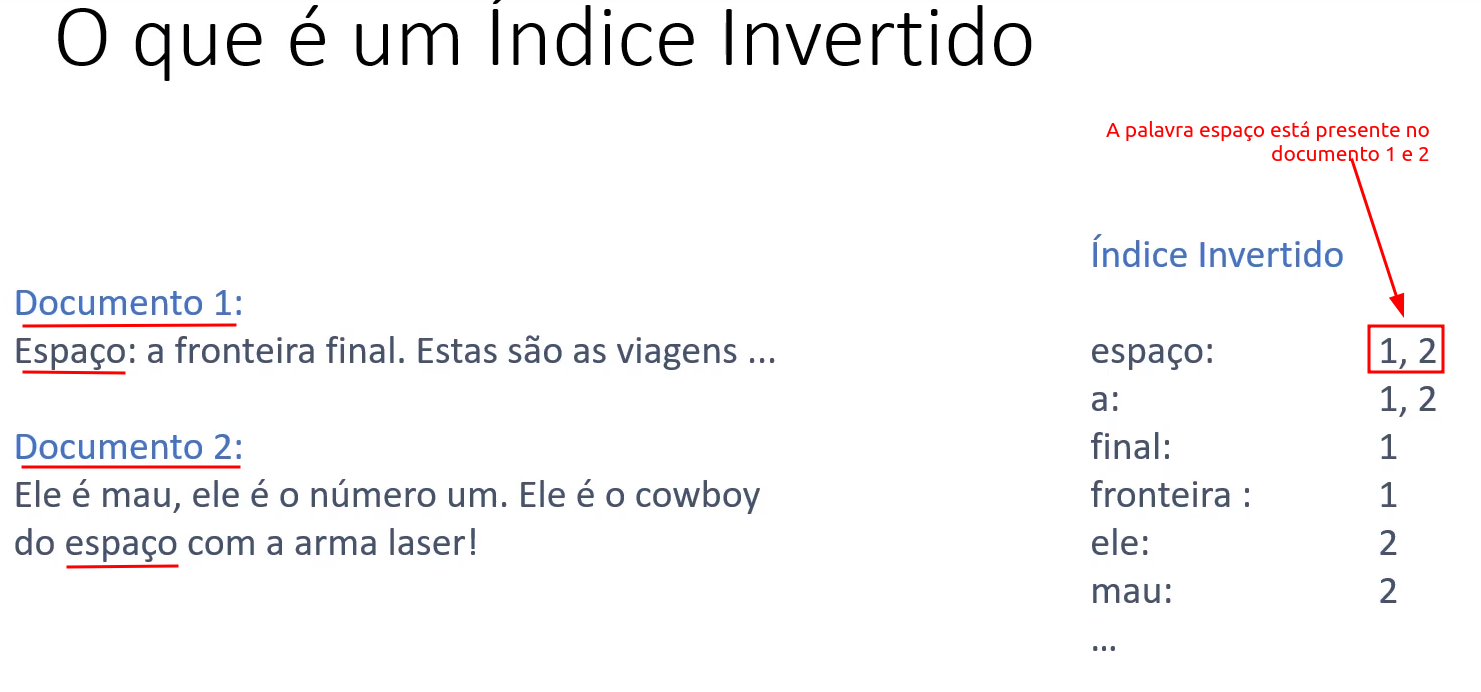 O que é um Índice Invertido
A palavra espaço está presente no
documento 1 e 2
Documento 1:
Espaço: a fronteira final. Estas são as viagens ...
Documento 2:
Ele é mau, ele é o número um. Ele é o cowboy
do espaço com a arma laser!
Índice Invertido
espaço: 1, 2
a: 1, 2
final: 1
fronteira : 1
ele: 2
mau: 2
...